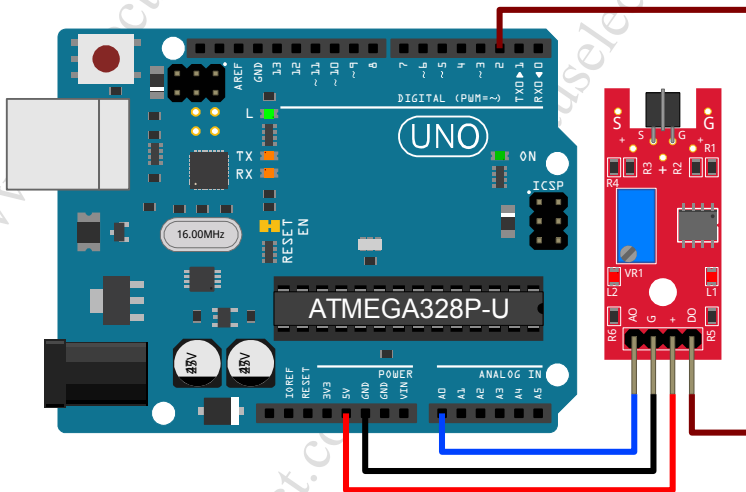 AREF
GND
13
12
~11
~10
~9
8
7
~6
~5
4
~3
2
TX0▶1
RX0◀0
DIGITAL (PWM=~)
L
UNO
TX
RX
ON
ICSP
RESET
EN
16.00MHz
ATMEGA328P-U
POWER
ANALOG IN
IOREF
RESET
3V3
5V
GND
GND
VIN
A0
A1
A2
A3
A4
A5
S
G
S
G
+
+
+
R1
R2
R3
R4
VR1
L2
L1
R6
R5
AO
G
+
DO